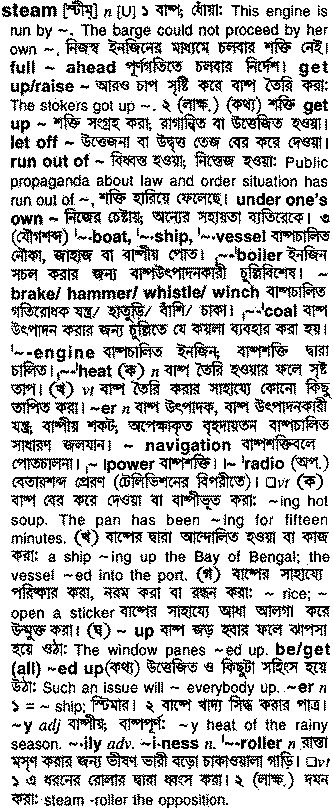 steam [স্টীম্] n [U] ১ বাষ্প; ধোঁয়া: This engine is
run by ~. The barge could not proceed by her
own ~, নিজস্ব ইনজিনের মাধ্যমে চলবার শক্তি নেই।
full ~ ahead পূর্ণগতিতে চলবার নির্দেশ। get
up/raise ~ আরও চাপ সৃষ্টি করে বাষ্প তৈরি করা:
The stokers got up ~. ২ (লাক্ষ.) (কথ্য) শক্তি get
up ~ শক্তি সংগ্রহ করা; রাগান্বিত বা উত্তেজিত হওয়া।
let off ~ উত্তেজনা বা উদ্বৃত্ত তেজ বের করে দেওয়া।
run out of ~ বিধ্বস্ত হওয়া; নিস্তেজ হওয়া: Public
propaganda about law and order situation has
run out of ~, শক্তি হারিয়ে ফেলেছে। under one's
own ~ নিজের চেষ্টায়; অন্যের সহায়তা ব্যতিরেকে। ৩
(যৌগশব্দ) ˈ~·boat, ˈ~·ship, ˈ~·vessel বাষ্পচালিত
নৌকা, জাহাজ বা বাষ্পীয় পোত। ˈ~·boiler ইনজিন
সচল করার জন্য বাষ্পউৎপাদনকারী চুল্লিবিশেষ। ~
brake/ hammer/ whistle/ winch বাষ্পচালিত
গতিরোধক যন্ত্র/ হাতুড়ি/ বাঁশি/ চাকা। ˈ~·coal বাষ্প
উৎপাদন করার জন্য চুল্লিতে যে কয়লা ব্যবহার করা হয়।
ˈ~·engine বাষ্পচালিত ইনজিন; বাষ্পশক্তি দ্বারা
চালিত। ˈ~·heat (ক) n বাষ্প তৈরি হওয়ার ফলে সৃষ্ট
তাপ। (খ) vt বাষ্প তৈরি করার সাহায্যে কোনো কিছু
তাপিত করা। ~er n বাষ্প উৎপাদক, বাষ্প উৎপাদনকারী
যন্ত্র; বাষ্পীয় শকট; অপেক্ষাকৃত বৃহদায়তন বাষ্পচালিত
সাধারণ জলযান। ~ navigation বাষ্পশক্তিবলে
পোতচালনা। ˌ~ ˈpower বাষ্পশক্তি। ˌ~ ˈradio (অপ.)
বেতারশব্দ প্রেরণ (টেলিভিশনের বিপরীতে)। □vt (ক)
বাষ্প বের করে দেওয়া বা বাষ্পীভূত করা: ~ing hot
soup. The pan has been ~ing for fifteen
minutes. (খ) বাষ্পের দ্বারা আন্দোলিত হওয়া বা কাজ
করা: a ship ~ing up the Bay of Bengal; the
vessel ~ed into the port. (গ) বাষ্পের সাহায্যে
পরিষ্কার করা, নরম করা বা রন্ধন করা: ~ rice; ~
open a sticker বাষ্পের সাহায্যে আধা আলগা করে
উন্মুক্ত করা। (ঘ) ~ up বাষ্প জড় হবার ফলে ঝাপসা
হয়ে ওঠা: The window panes ~ed up. be/get
(all) ~ed up (কথ্য) উত্তেজিত ও কিছুটা সহিংস হয়ে
উঠা: Such an issue will ~ everybody up. ~er n
১ = ~ ship; স্টিমার। ২ বাষ্পে খাদ্য সিদ্ধ করার পাত্র।
~y adj বাষ্পীয়; বাষ্পপূর্ণ: ~y heat of the rainy
season. ~·ily adv. ~·i·ness n. ˈ~·roller n রাস্তা
মসৃণ করার জন্য ভীষণ ভারী বড়ো চাকাওয়ালা গাড়ি। □vt
১ এ ধরনের রোলার দ্বারা ধ্বংস করা। ২ (লাক্ষ.) দমন
করা: steam -roller the opposition.